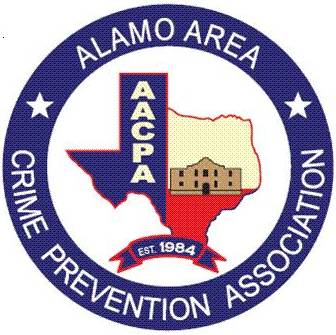 ALAMO AREA
CRIME PREVENTION ASSOCIATION
AACPA
EST. 1984